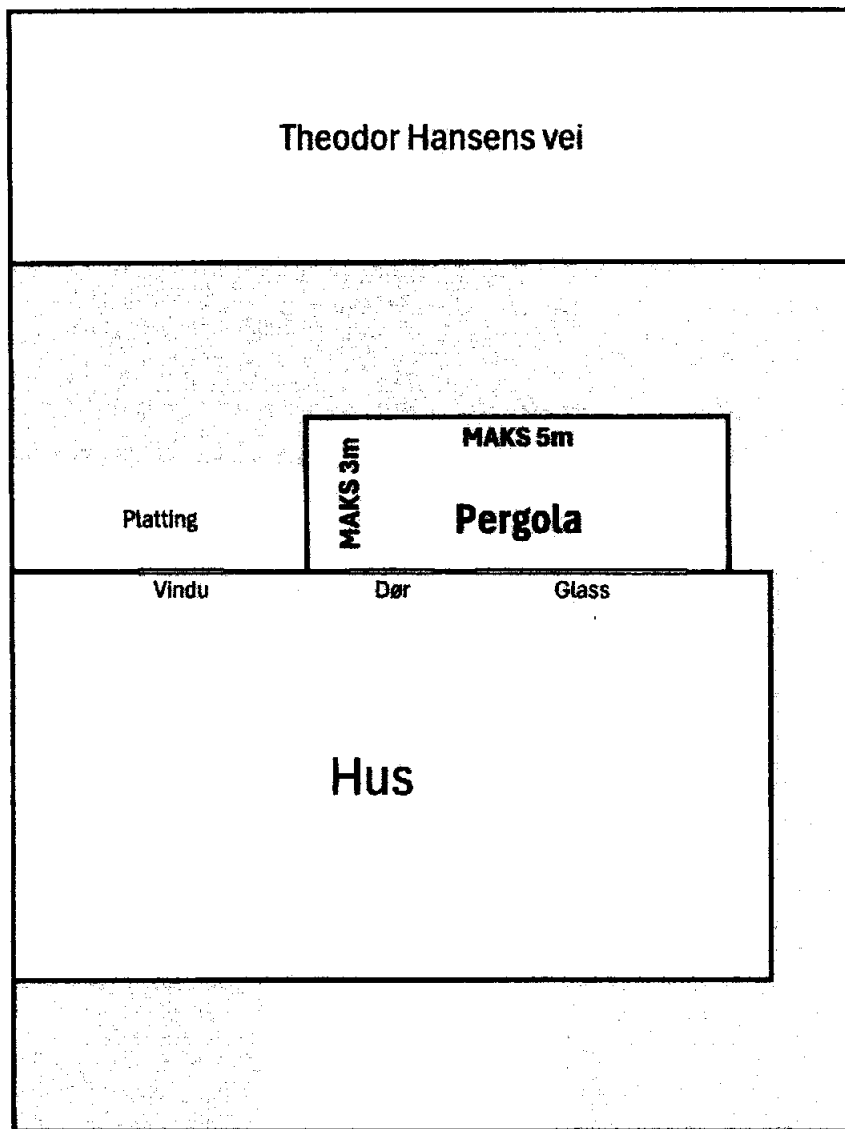 Theodor Hansens vei
MAKS 5m
MAKS 3m
Pergola
Platting
Vindu
Dør
Glass
Hus